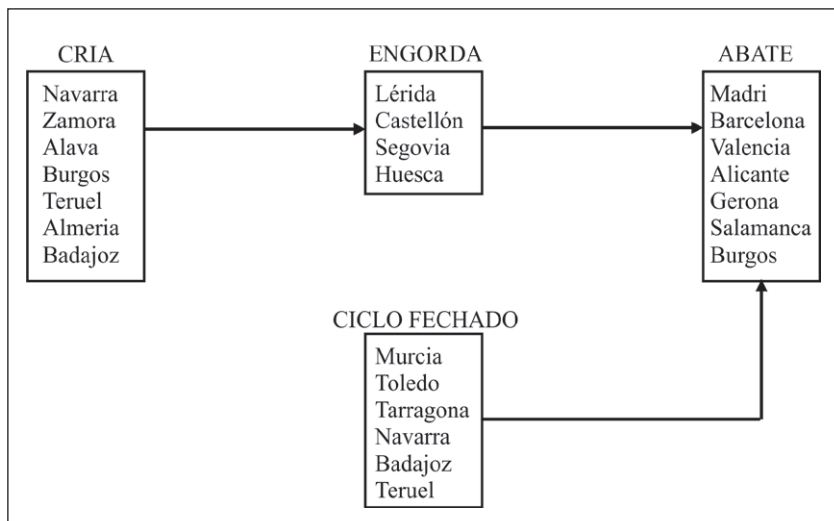 CRIA
Navarra
Zamora
Alava
Burgos
Teruel
Almeria
Badajoz
ENGORDA
Lérida
Castellón
Segovia
Huesca
ABATE
Madri
Barcelona
Valencia
Alicante
Gerona
Salamanca
Burgos
CICLO FECHADO
Murcia
Toledo
Tarragona
Navarra
Badajoz
Teruel